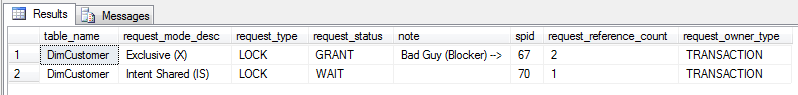 Results Messages
table_name request_mode_desc request_type request_status note spid request_reference_count request_owner_type
1 DimCustomer Exclusive (X) LOCK GRANT Bad Guy (Blocker) --> 67 2 TRANSACTION
2 DimCustomer Intent Shared (IS) LOCK WAIT 70 1 TRANSACTION